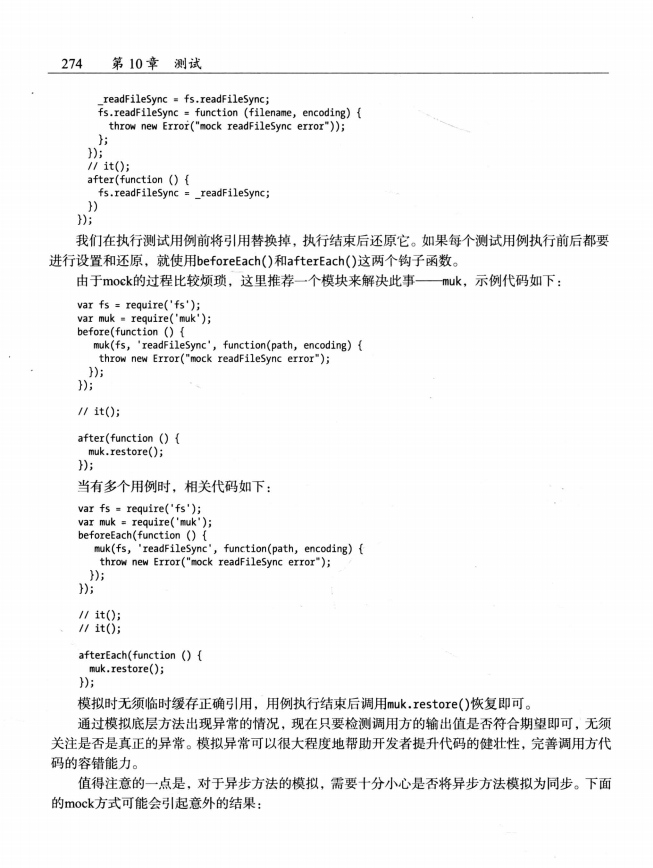 274 第 10 章 测试
_readFileSync = fs.readFileSync;
fs.readFileSync = function (filename, encoding) {
throw new Error("mock readFileSync error"));
};
});
// it();
after(function () {
fs.readFileSync = _readFileSync;
})
});
我们在执行测试用例前将引用替换掉，执行结束后还原它。如果每个测试用例执行前后都要
进行设置和还原，就使用beforeEach()和afterEach()这两个钩子函数。
由于mock的过程比较烦琐，这里推荐一个模块来解决此事——muk，示例代码如下：
var fs = require('fs');
var muk = require('muk');
before(function () {
muk(fs, 'readFileSync', function(path, encoding) {
throw new Error("mock readFileSync error");
});
});
// it();
after(function () {
muk.restore();
});
当有多个用例时，相关代码如下：
var fs = require('fs');
var muk = require('muk');
beforeEach(function () {
muk(fs, 'readFileSync', function(path, encoding) {
throw new Error("mock readFileSync error");
});
});
// it();
// it();
afterEach(function () {
muk.restore();
});
模拟时无须临时缓存正确引用，用例执行结束后调用muk.restore()恢复即可。
通过模拟底层方法出现异常的情况，现在只要检测调用方的输出值是否符合期望即可，无须
关注是否是真正的异常。模拟异常可以很大程度地帮助开发者提升代码的健壮性，完善调用方代
码的容错能力。
值得注意的一点是，对于异步方法的模拟，需要十分小心是否将异步方法模拟为同步。下面
的mock方式可能会引起意外的结果：